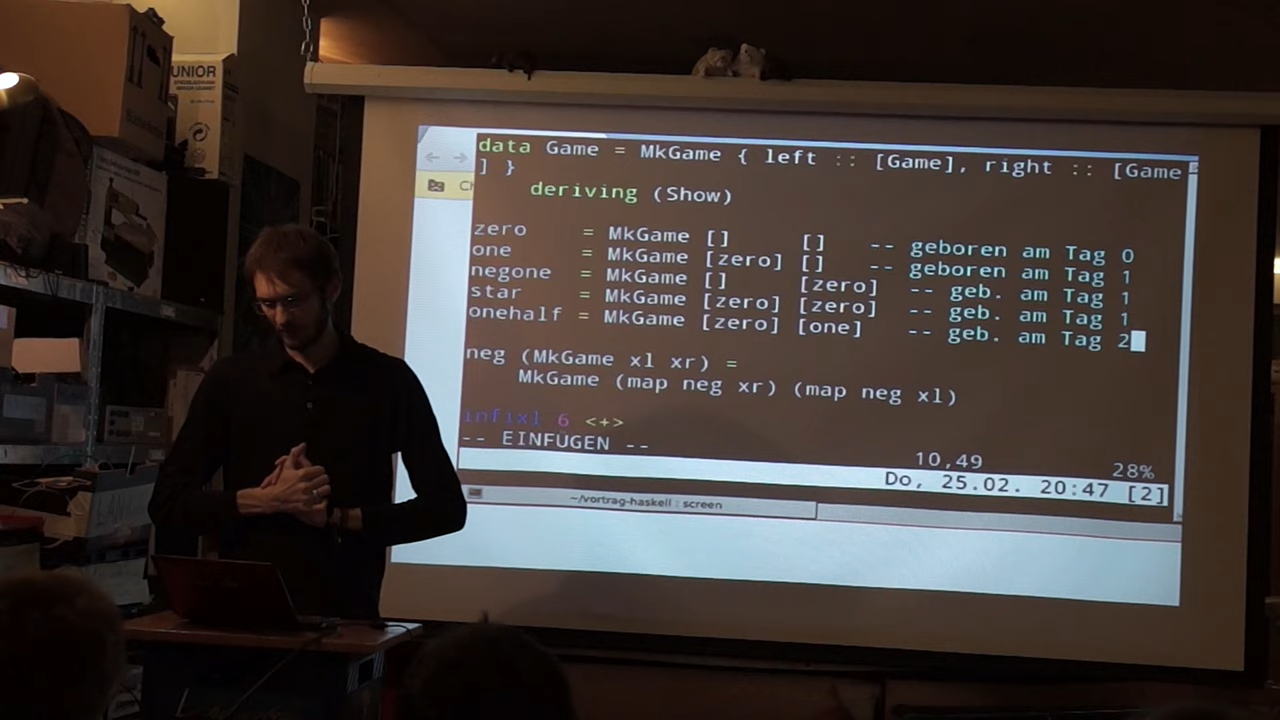 UNIOR
data Game = MkGame { left :: [Game], right :: [Game
] }
deriving (Show)
zero = MkGame [] [] -- geboren am Tag 0
one = MkGame [zero] [] -- geboren am Tag 1
negone = MkGame [] [zero] -- geb. am Tag 1
star = MkGame [zero] [zero] -- geb. am Tag 1
onehalf = MkGame [zero] [one] -- geb. am Tag 2
neg (MkGame xl xr) =
MkGame (map neg xr) (map neg xl)
infixl 6 <+>
-- EINFÜGEN --
10,49 28%
Do, 25.02. 20:47 [2]
~/vortrag-haskell : screen
LAN